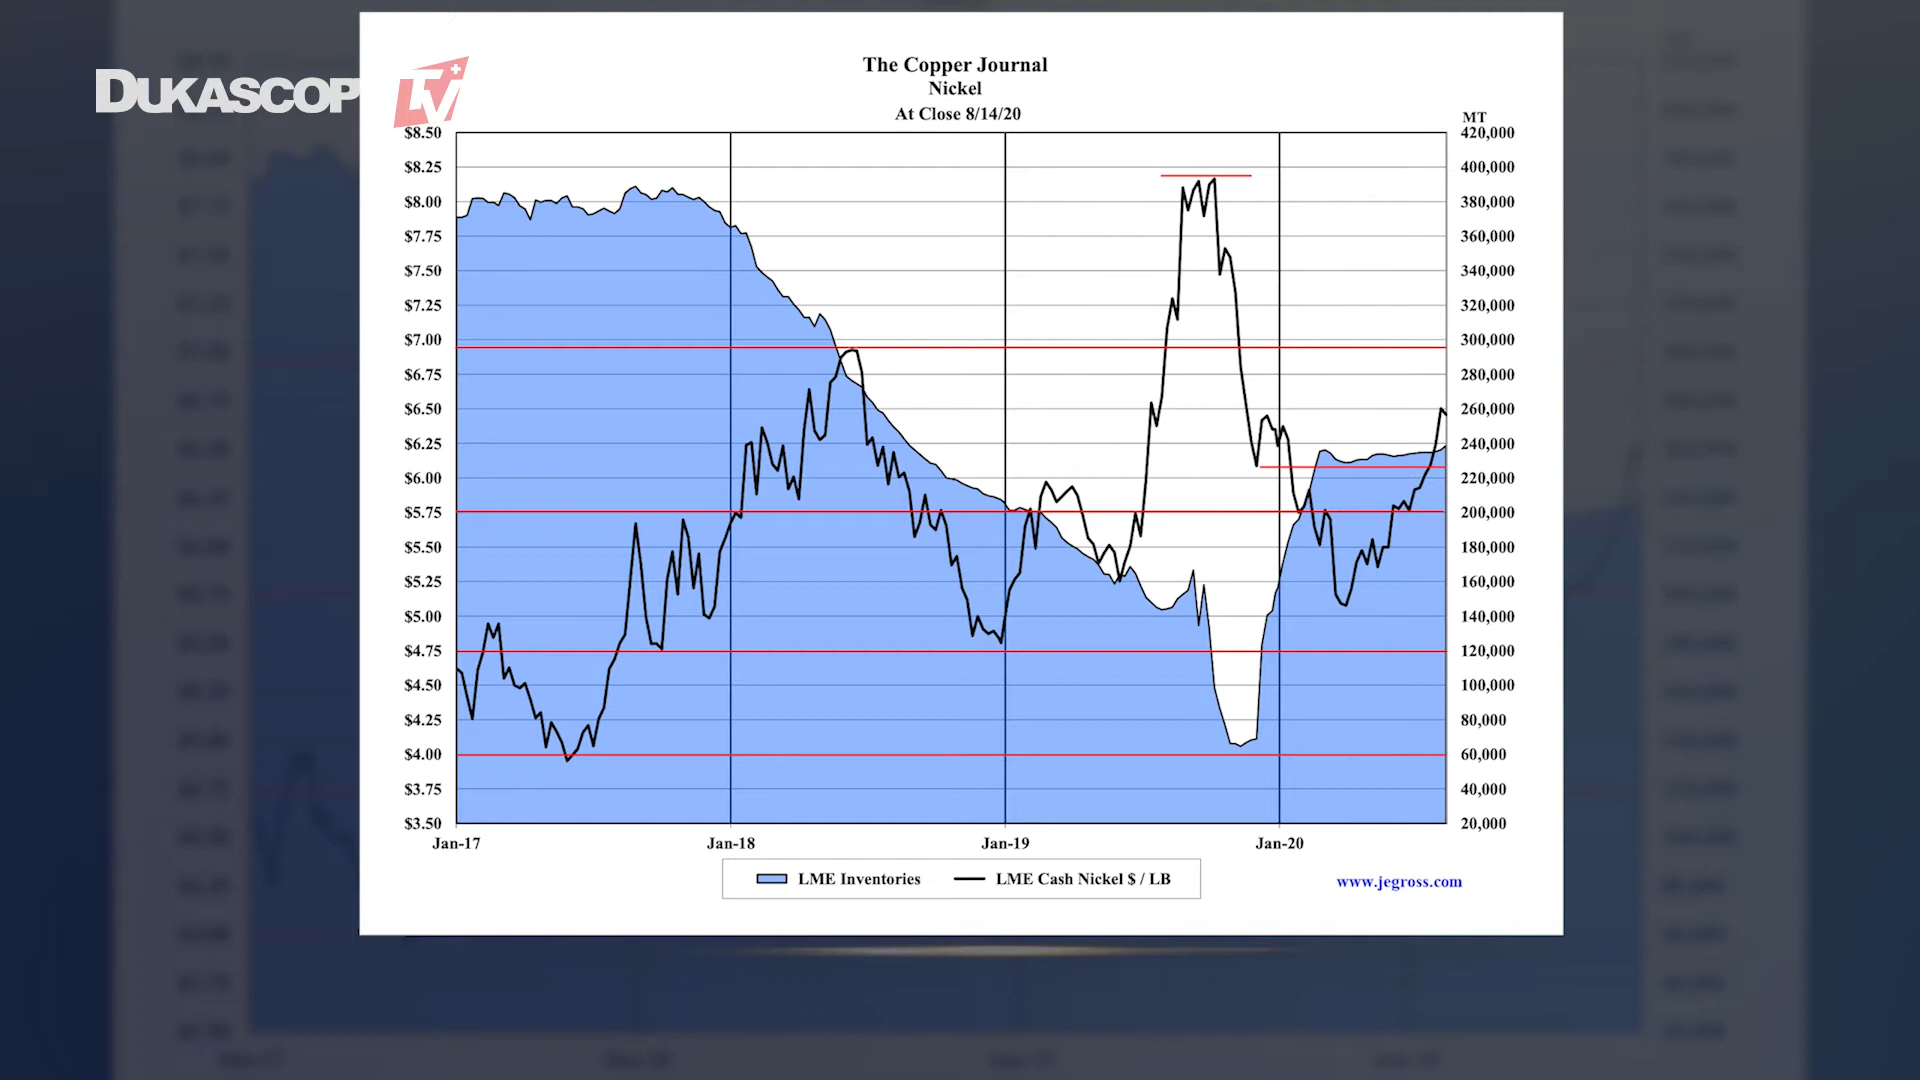 DUKASCOPY TV
The Copper Journal
Nickel
At Close 8/14/20
MT
$8.50 420,000
$8.25 400,000
$8.00 380,000
$7.75 360,000
$7.50 340,000
$7.25 320,000
$7.00 300,000
$6.75 280,000
$6.50 260,000
$6.25 240,000
$6.00 220,000
$5.75 200,000
$5.50 180,000
$5.25 160,000
$5.00 140,000
$4.75 120,000
$4.50 100,000
$4.25 80,000
$4.00 60,000
$3.75 40,000
$3.50 20,000
Jan-17 Jan-18 Jan-19 Jan-20
LME Inventories LME Cash Nickel $ / LB
www.jegross.com